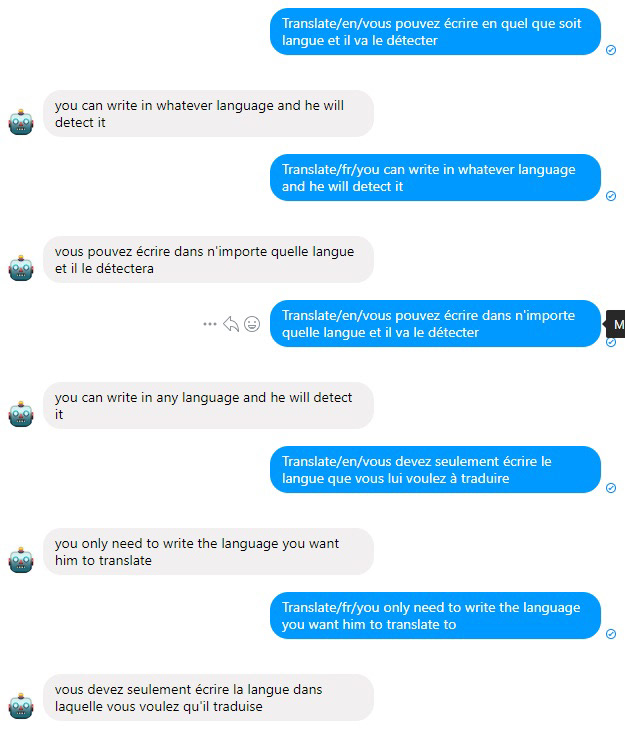 Translate/en/vous pouvez écrire en quel que soit
langue et il va le détecter
you can write in whatever language and he will
detect it
Translate/fr/you can write in whatever language
and he will detect it
vous pouvez écrire dans n'importe quelle langue
et il le détectera
Translate/en/vous pouvez écrire dans n'importe
quelle langue et il va le détecter
M
you can write in any language and he will detect
it
Translate/en/vous devez seulement écrire le
langue que vous lui voulez à traduire
you only need to write the language you want
him to translate
Translate/fr/you only need to write the language
you want him to translate to
vous devez seulement écrire la langue dans
laquelle vous voulez qu'il traduise